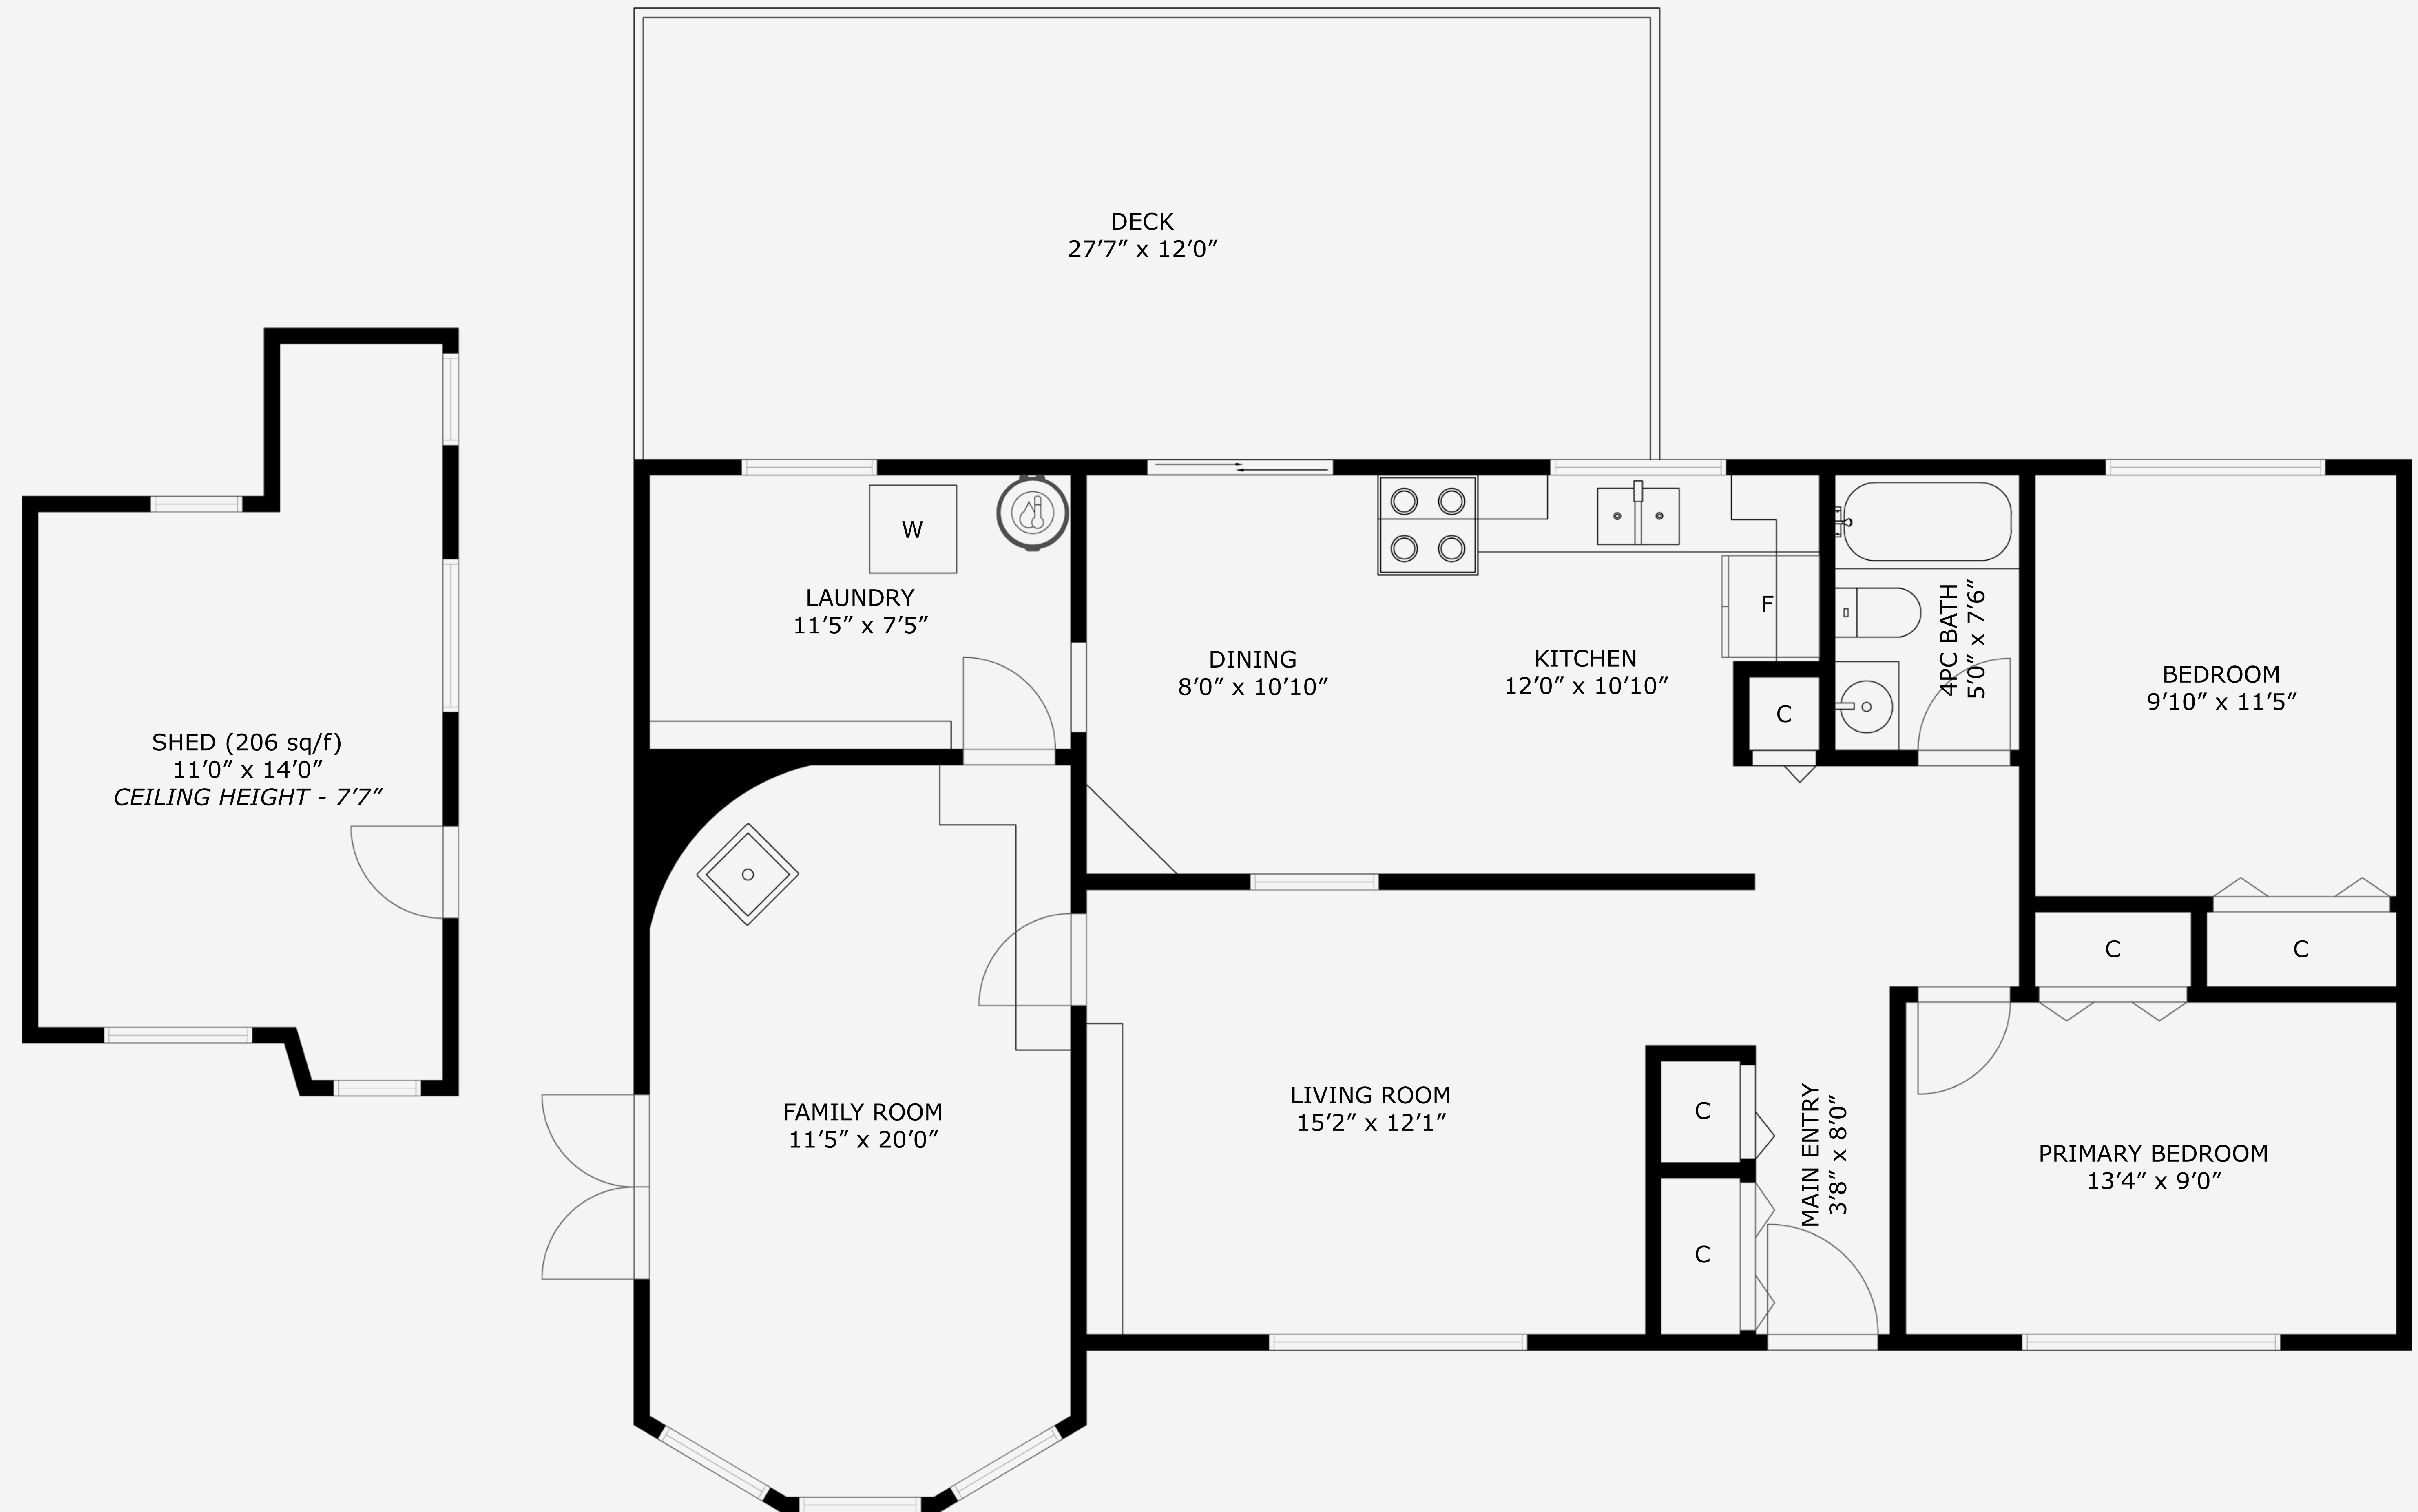 DECK
27′7″ x 12′0″
W
LAUNDRY
11′5″ x 7′5″
DINING
8′0″ x 10′10″
KITCHEN
12′0″ x 10′10″
F
C
4PC BATH
5′0″ x 7′6″
BEDROOM
9′10″ x 11′5″
SHED (206 sq/f)
11′0″ x 14′0″
CEILING HEIGHT - 7′7″
C
C
FAMILY ROOM
11′5″ x 20′0″
LIVING ROOM
15′2″ x 12′1″
C
C
MAIN ENTRY
3′8″ x 8′0″
PRIMARY BEDROOM
13′4″ x 9′0″